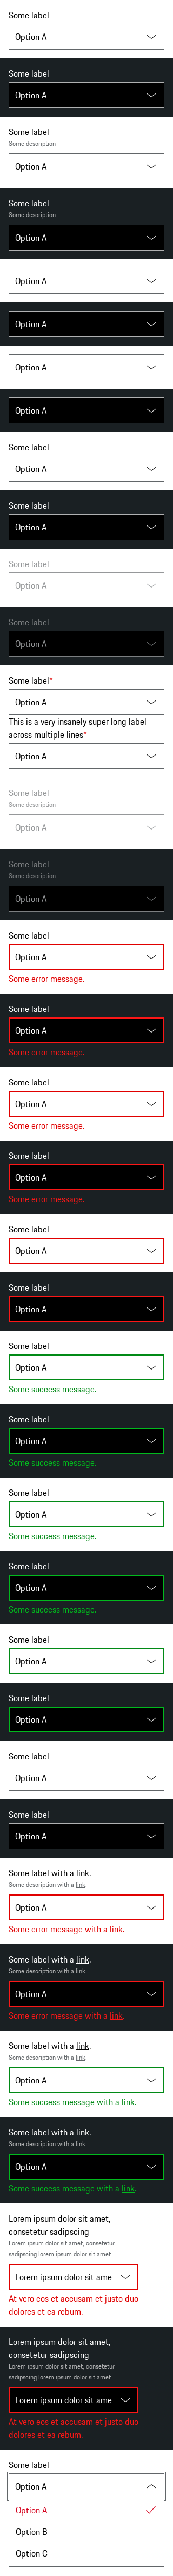 Some label
Option A
Some label
Option A
Some label
Some description
Option A
Some label
Some description
Option A
Option A
Option A
Option A
Option A
Some label
Option A
Some label
Option A
Some label
Option A
Some label
Option A
Some label*
Option A
This is a very insanely super long label
across multiple lines*
Option A
Some label
Some description
Option A
Some label
Some description
Option A
Some label
Option A
Some error message.
Some label
Option A
Some error message.
Some label
Option A
Some error message.
Some label
Option A
Some error message.
Some label
Option A
Some label
Option A
Some label
Option A
Some success message.
Some label
Option A
Some success message.
Some label
Option A
Some success message.
Some label
Option A
Some success message.
Some label
Option A
Some label
Option A
Some label
Option A
Some label
Option A
Some label with a link.
Some description with a link.
Option A
Some error message with a link.
Some label with a link.
Some description with a link.
Option A
Some error message with a link.
Some label with a link.
Some description with a link.
Option A
Some success message with a link.
Some label with a link.
Some description with a link.
Option A
Some success message with a link.
Lorem ipsum dolor sit amet,
consetetur sadipscing
Lorem ipsum dolor sit amet, consetetur
sadipscing lorem ipsum dolor sit amet
Lorem ipsum dolor sit ame
At vero eos et accusam et justo duo
dolores et ea rebum.
Lorem ipsum dolor sit amet,
consetetur sadipscing
Lorem ipsum dolor sit amet, consetetur
sadipscing lorem ipsum dolor sit amet
Lorem ipsum dolor sit ame
At vero eos et accusam et justo duo
dolores et ea rebum.
Some label
Option A
Option A
Option B
Option C